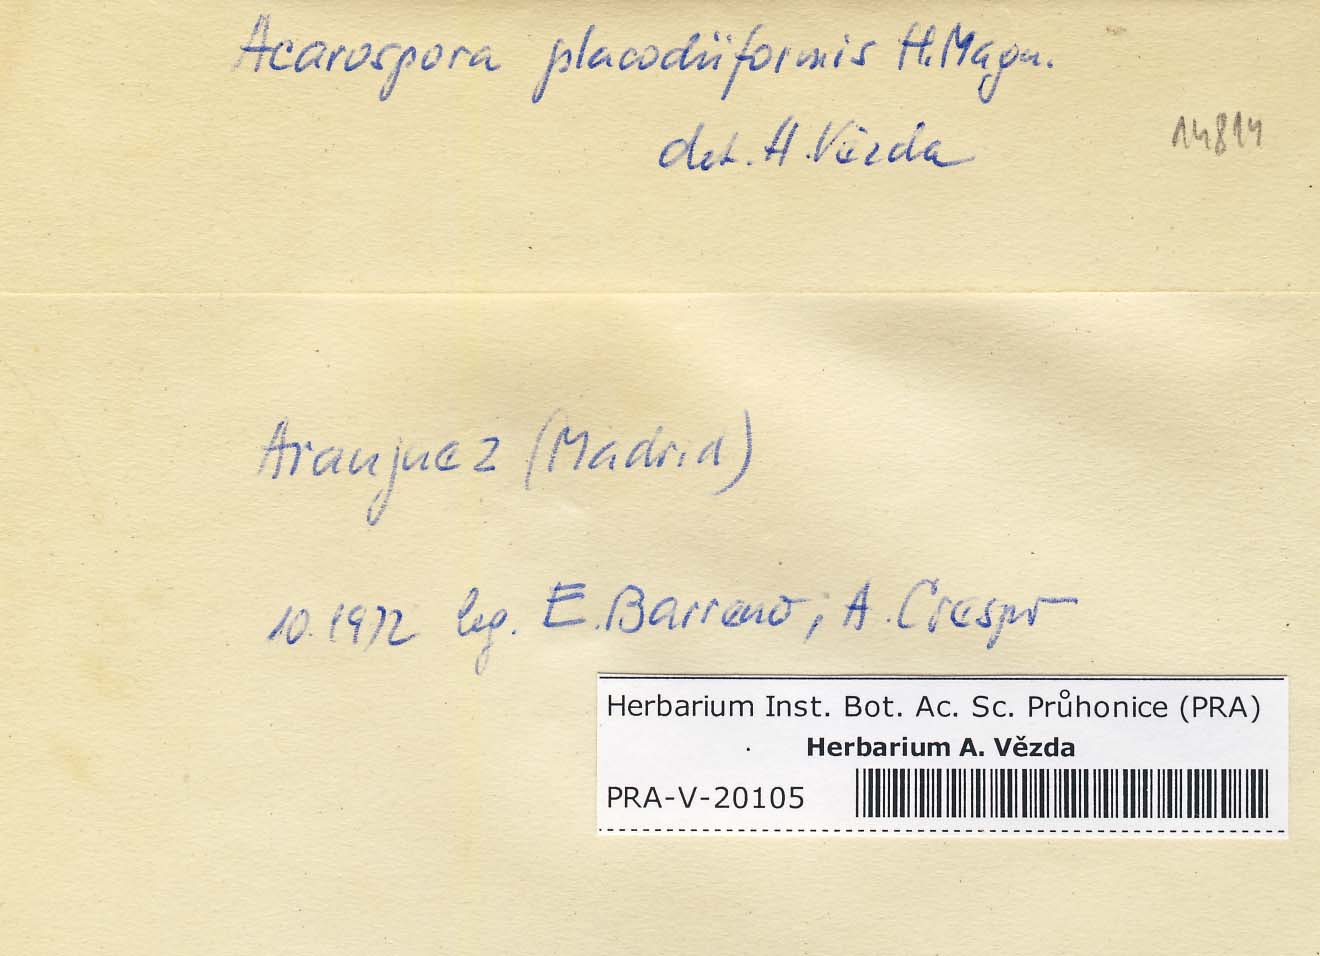 Acarospora placodiiformis H.Magn.
det. A. Vězda
14814
Aranjuez (Madrid)
10.1972 leg. E. Barreno; A. Crespo
Herbarium Inst. Bot. Ac. Sc. Průhonice (PRA)
Herbarium A. Vězda
PRA-V-20105